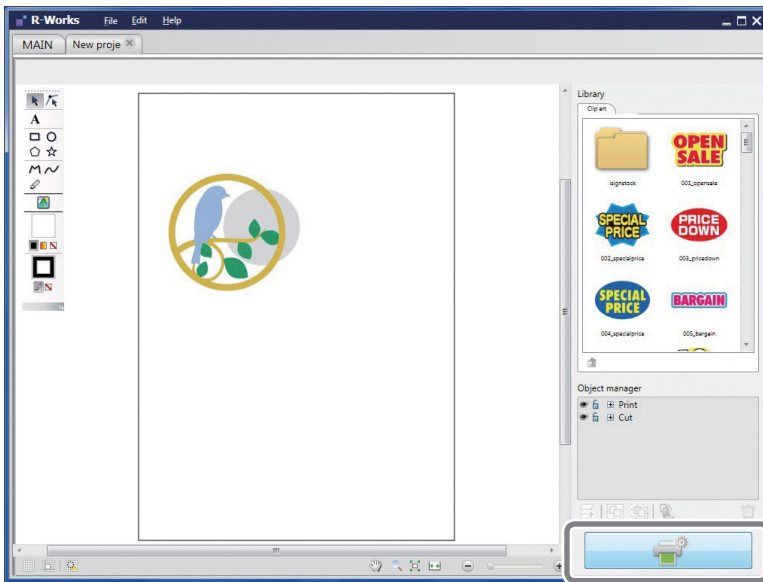 R-Works File Edit Help
MAIN New proje
Library
Clip art
A
OPEN SALE
lsignstock 001_opensale
SPECIAL PRICE PRICE DOWN
002_specialprice 003_pricedown
SPECIAL PRICE BARGAIN
004_specialprice 005_bargain
Object manager
Print
Cut